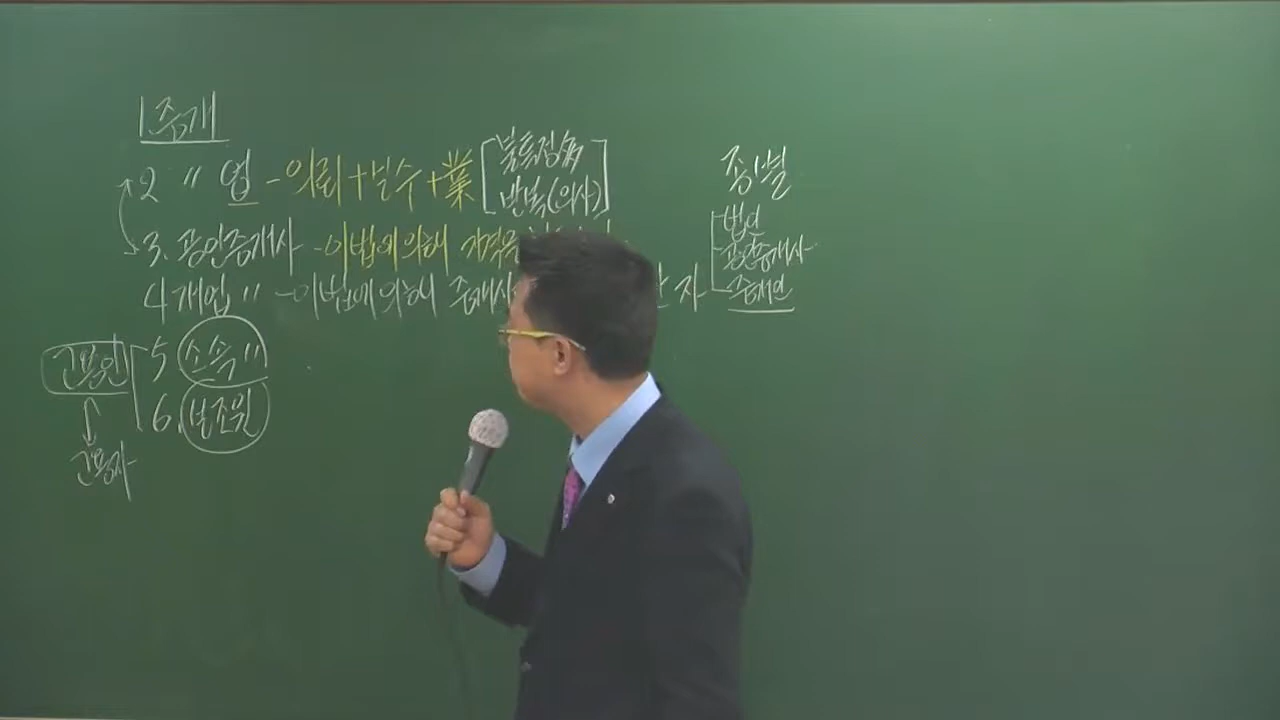 1.중개
2 〃 업 - 의뢰+보수+業 [불특정多
반복(의사)]
3. 공인중개사 - 이법에의해 자격을
4 개업 〃 - 이법에의해 중개사 자
종별
법인
공인중개사
중개인
고용인
5 소속 〃
6. 보조원
고용자